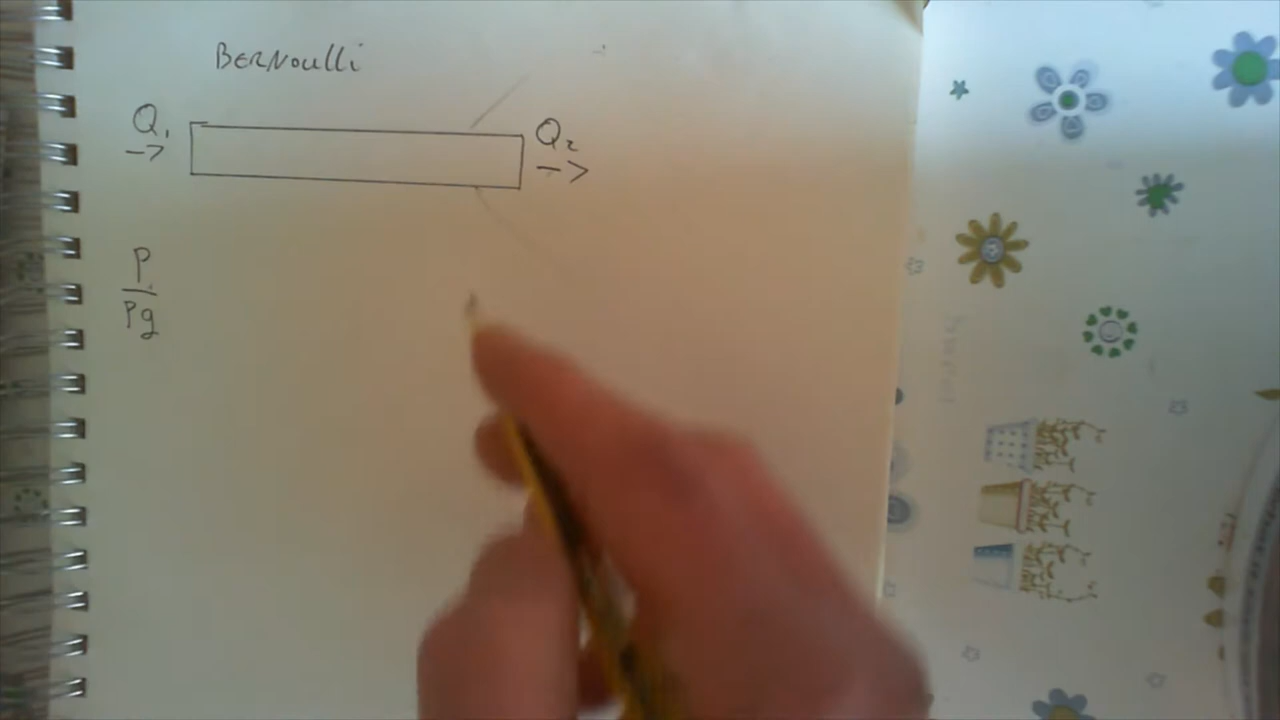 BERNoulli
Q1 Q2
-> ->
P
ρg